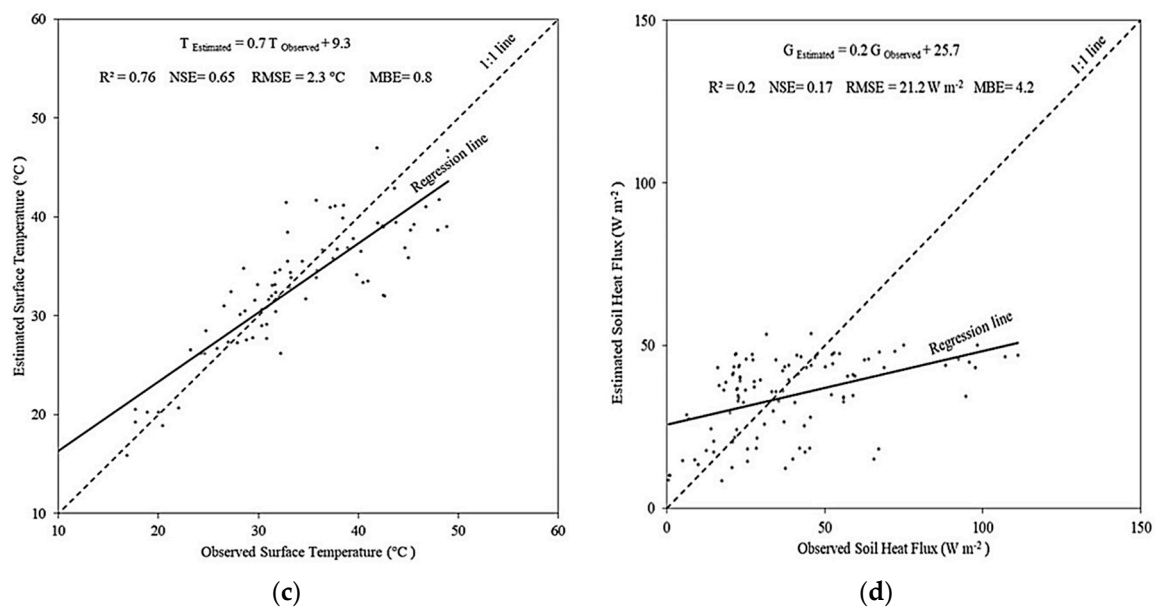 60
50
40
30
20
10
10 20 30 40 50 60
Estimated Surface Temperature (°C)
Observed Surface Temperature (°C)
T Estimated = 0.7 T Observed + 9.3
R² = 0.76 NSE= 0.65 RMSE = 2.3 °C MBE= 0.8
1:1 line
Regression line
(c)
150
100
50
0
0 50 100 150
Estimated Soil Heat Flux (W m-2)
Observed Soil Heat Flux (W m-2)
G Estimated = 0.2 G Observed + 25.7
R² = 0.2 NSE= 0.17 RMSE = 21.2 W m-2 MBE= 4.2
1:1 line
Regression line
(d)